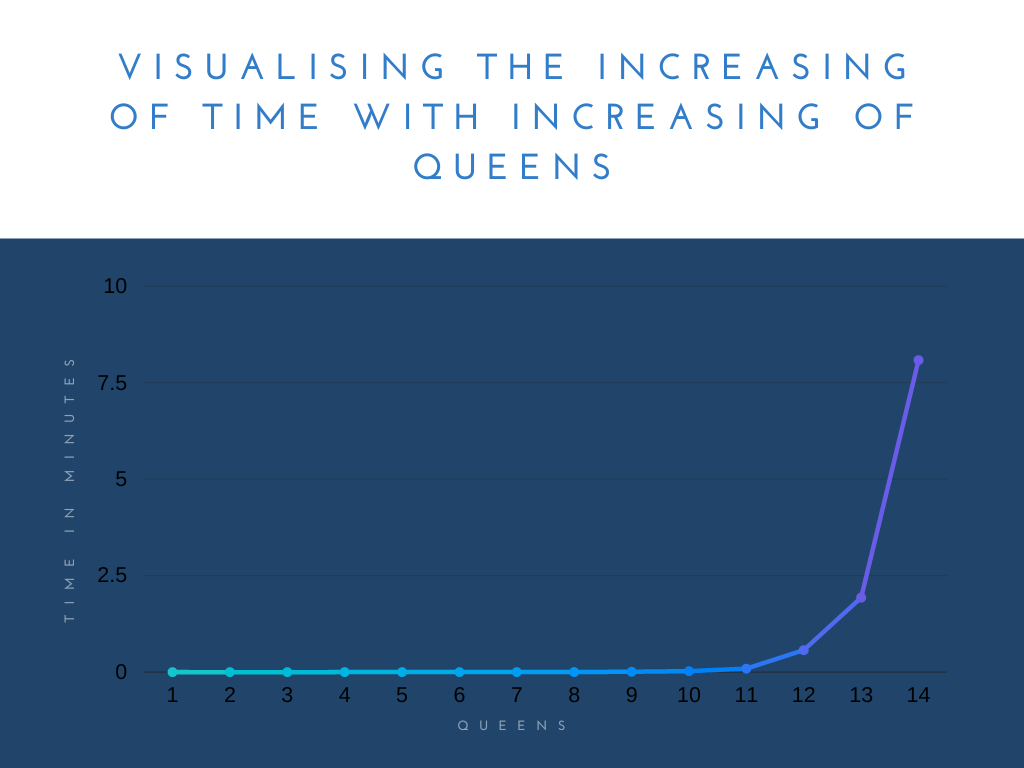 VISUALISING THE INCREASING
OF TIME WITH INCREASING OF
QUEENS
10
7.5
5
2.5
0
TIME IN MINUTES
1 2 3 4 5 6 7 8 9 10 11 12 13 14
QUEENS